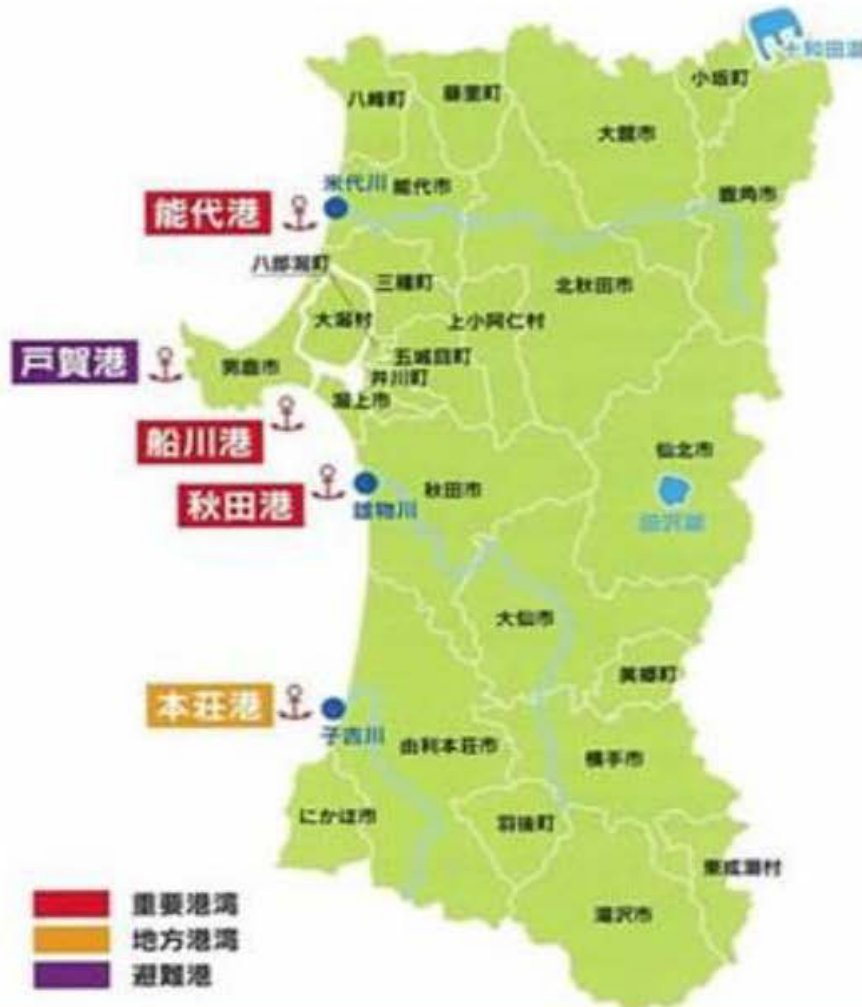 十和田湖
小坂町
八峰町
藤里町
大館市
鹿角市
米代川
能代市
能代港
八郎潟町
三種町
北秋田市
大潟村
上小阿仁村
五城目町
井川町
戸賀港
男鹿市
潟上市
船川港
仙北市
秋田港
秋田市
雄物川
田沢湖
大仙市
美郷町
本荘港
子吉川
由利本荘市
横手市
にかほ市
羽後町
東成瀬村
湯沢市
重要港湾
地方港湾
避難港